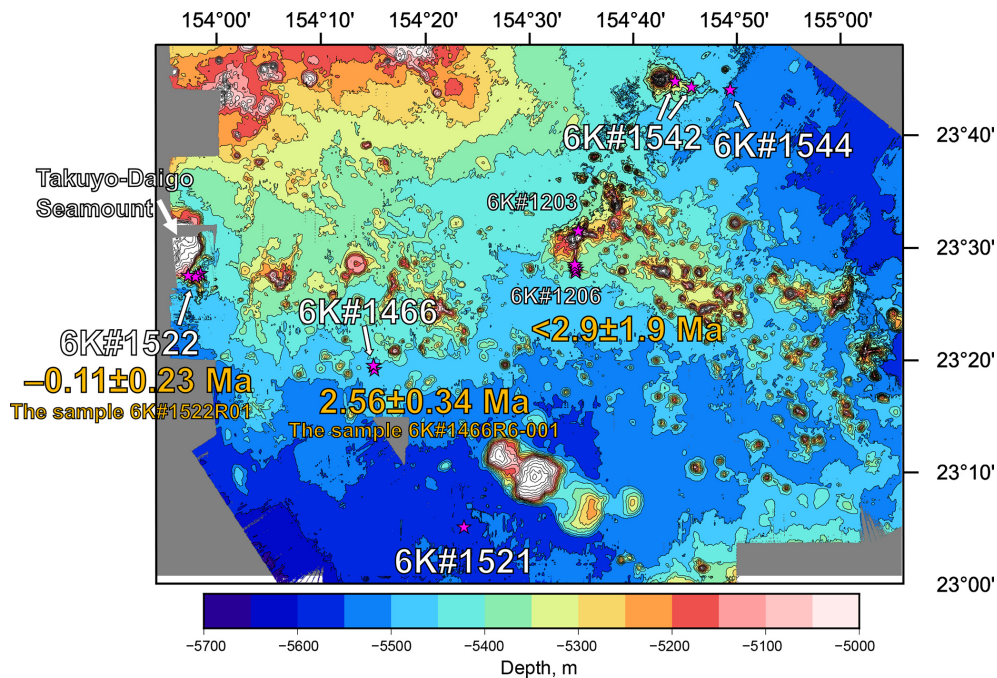 154°00' 154°10' 154°20' 154°30' 154°40' 154°50' 155°00'
6K#1542
6K#1544
23°40'
Takuyo-Daigo
Seamount
6K#1203
23°30'
6K#1206
6K#1466
<2.9±1.9 Ma
6K#1522
23°20'
–0.11±0.23 Ma
The sample 6K#1522R01
2.56±0.34 Ma
The sample 6K#1466R6-001
23°10'
6K#1521
23°00'
−5700 −5600 −5500 −5400 −5300 −5200 −5100 −5000
Depth, m